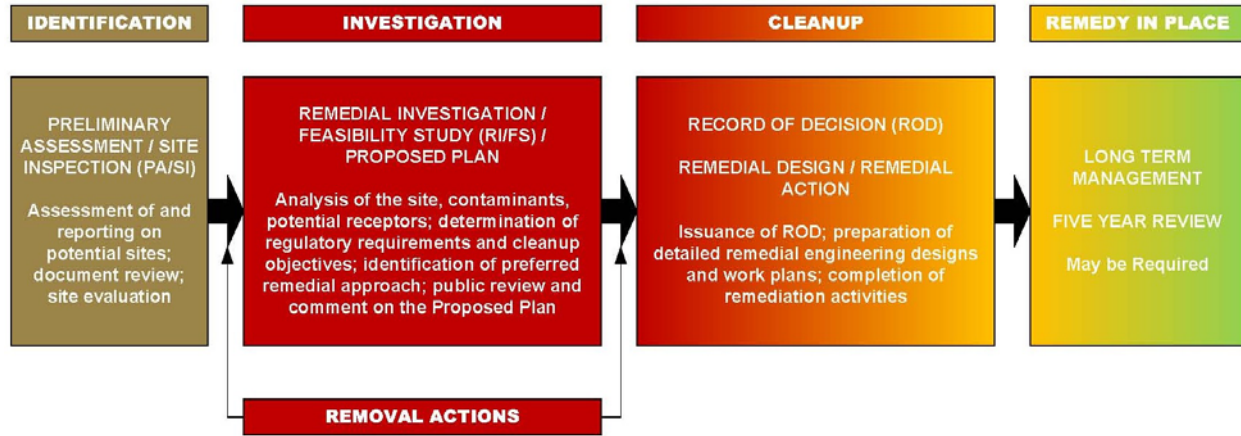 IDENTIFICATION
INVESTIGATION
CLEANUP
REMEDY IN PLACE
PRELIMINARY
ASSESSMENT / SITE
INSPECTION (PA/SI)
Assessment of and
reporting on
potential sites;
document review;
site evaluation
REMEDIAL INVESTIGATION /
FEASIBILITY STUDY (RI/FS) /
PROPOSED PLAN
Analysis of the site, contaminants,
potential receptors; determination of
regulatory requirements and cleanup
objectives; identification of preferred
remedial approach; public review and
comment on the Proposed Plan
RECORD OF DECISION (ROD)
REMEDIAL DESIGN / REMEDIAL
ACTION
Issuance of ROD; preparation of
detailed remedial engineering designs
and work plans; completion of
remediation activities
LONG TERM
MANAGEMENT
FIVE YEAR REVIEW
May be Required
REMOVAL ACTIONS